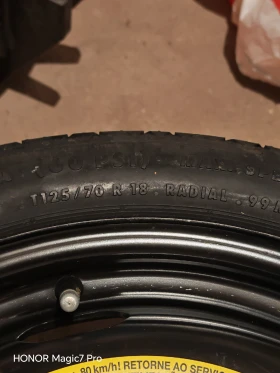 T125/70 R 18 RADIAL 99
HONOR Magic7 Pro
80 km/h! RETORNE AO SERVI